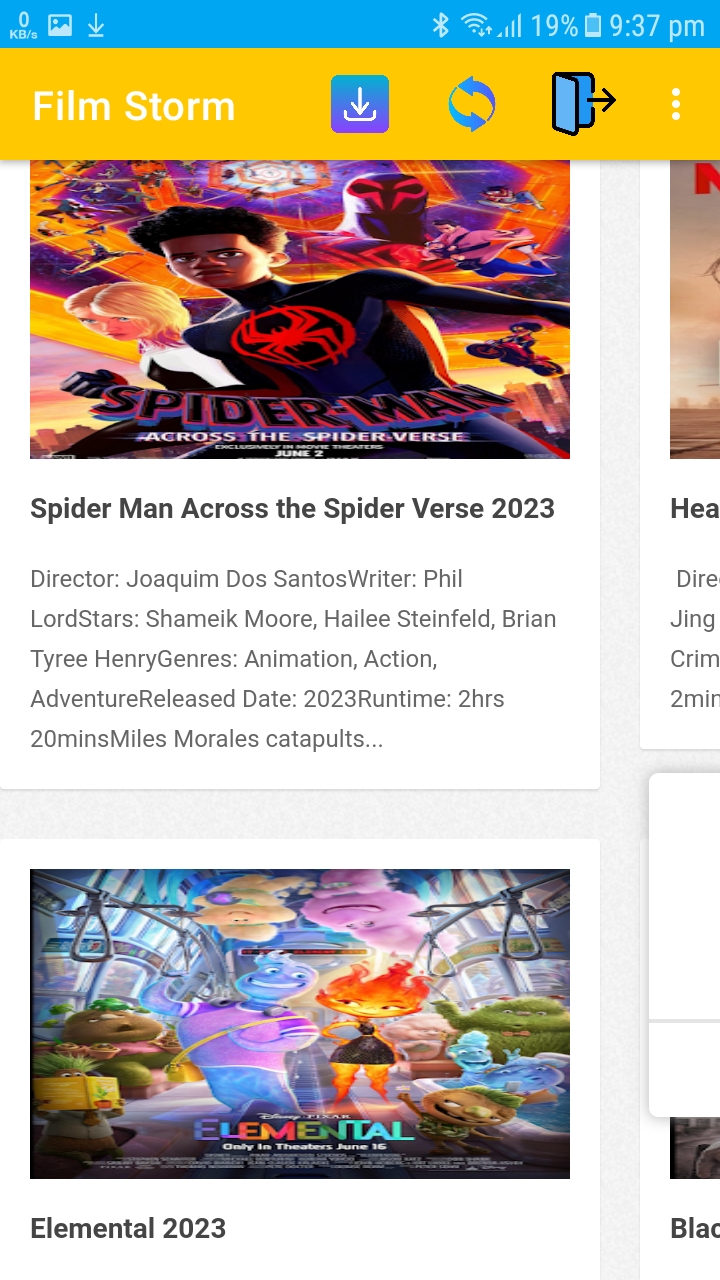 0
KB/s
19%
9:37 pm
Film Storm
SPIDER-MAN
ACROSS THE SPIDER-VERSE
EXCLUSIVELY IN MOVIE THEATERS
JUNE 2
Spider Man Across the Spider Verse 2023
Director: Joaquim Dos SantosWriter: Phil
LordStars: Shameik Moore, Hailee Steinfeld, Brian
Tyree HenryGenres: Animation, Action,
AdventureReleased Date: 2023Runtime: 2hrs
20minsMiles Morales catapults...
Hea
Dire
Jing
Crim
2min
Disney PIXAR
ELEMENTAL
Only In Theaters June 16
Elemental 2023
Blac